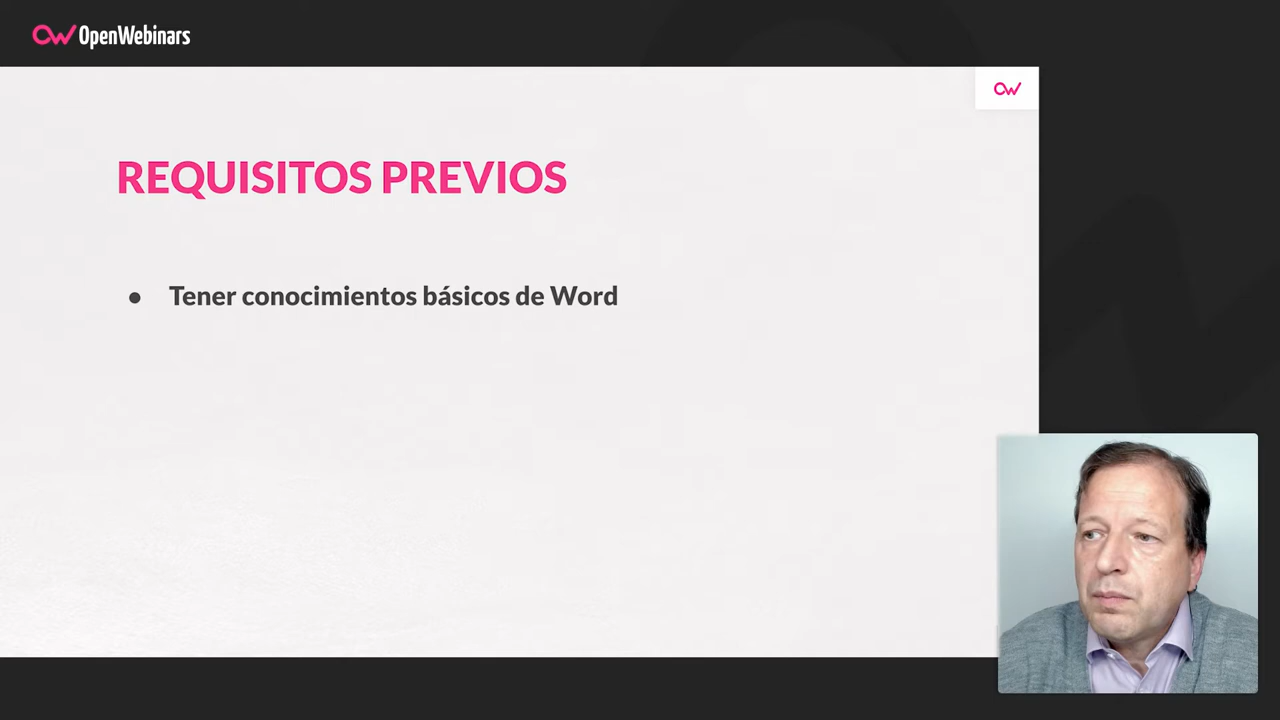 OpenWebinars
REQUISITOS PREVIOS
● Tener conocimientos básicos de Word